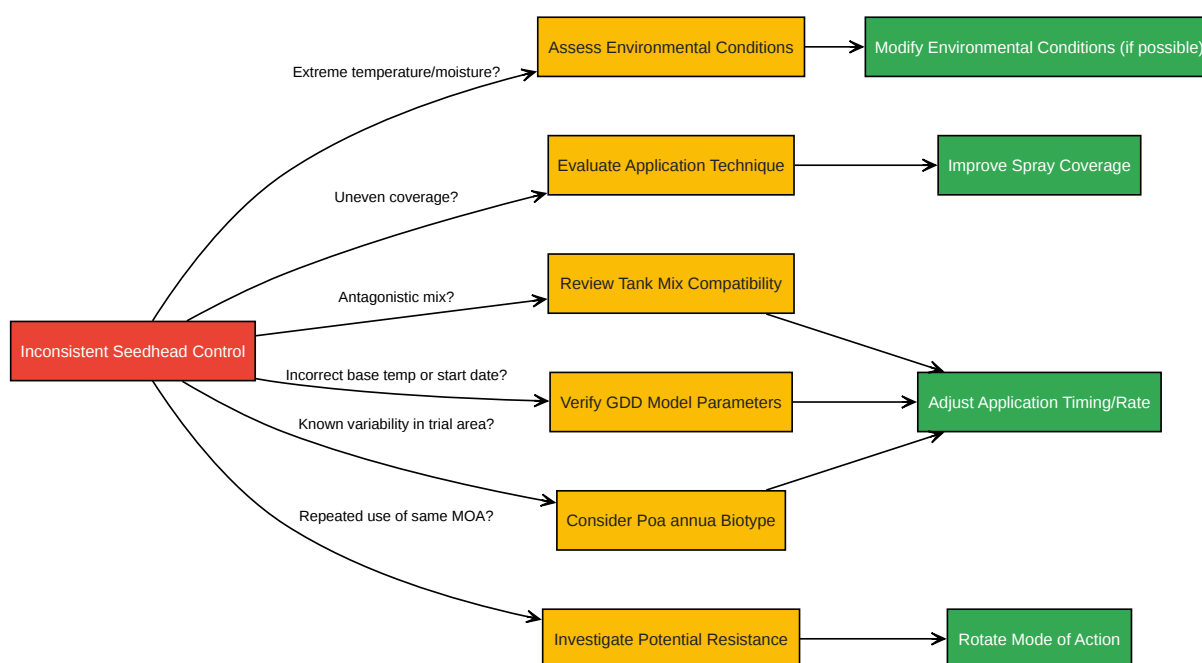 Assess Environmental Conditions
Modify Environmental Conditions (if possible)
Extreme temperature/moisture?
Evaluate Application Technique
Improve Spray Coverage
Uneven coverage?
Review Tank Mix Compatibility
Antagonistic mix?
Inconsistent Seedhead Control
Incorrect base temp or start date?
Verify GDD Model Parameters
Adjust Application Timing/Rate
Known variability in trial area?
Consider Poa annua Biotype
Repeated use of same MOA?
Investigate Potential Resistance
Rotate Mode of Action